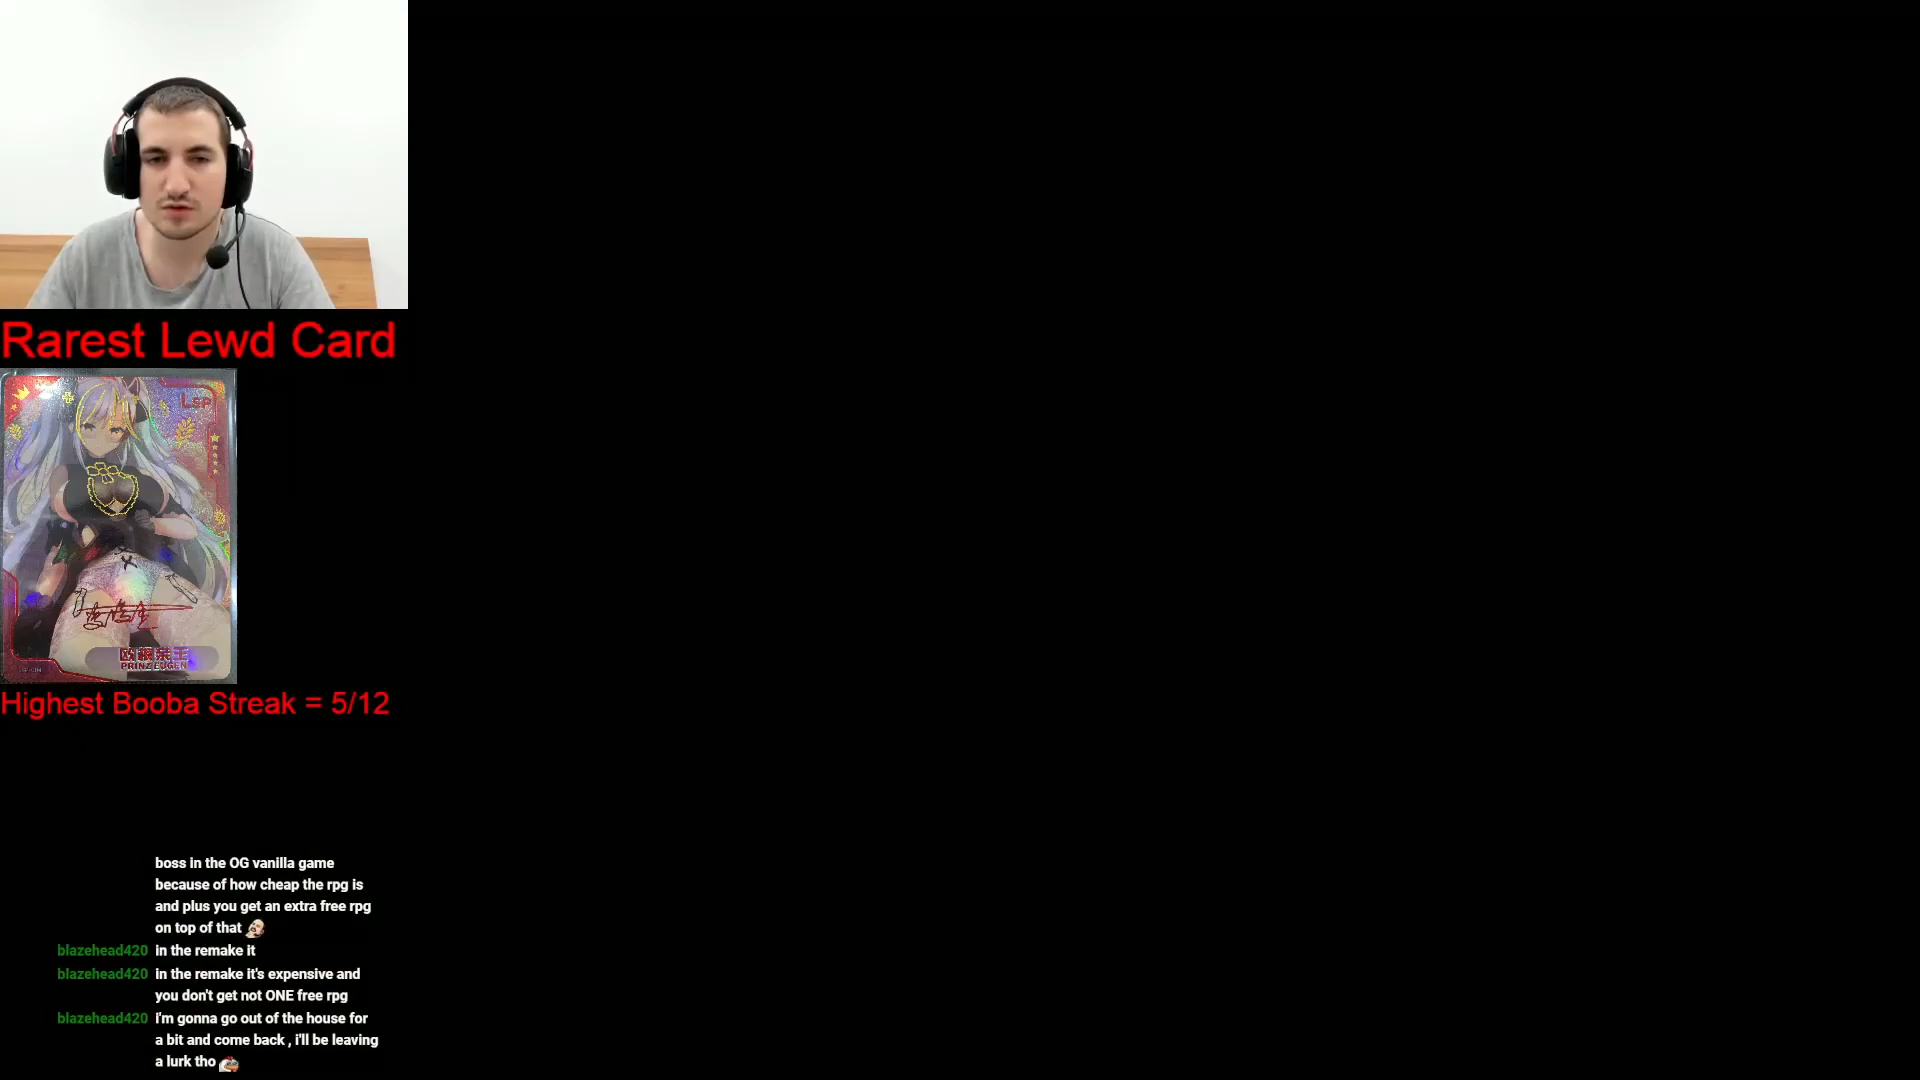 Rarest Lewd Card
LSP
欧根亲王
PRINZ EUGEN
Highest Booba Streak = 5/12
boss in the OG vanilla game
because of how cheap the rpg is
and plus you get an extra free rpg
on top of that
blazehead420 in the remake it
blazehead420 in the remake it's expensive and
you don't get not ONE free rpg
blazehead420 i'm gonna go out of the house for
a bit and come back , i'll be leaving
a lurk tho